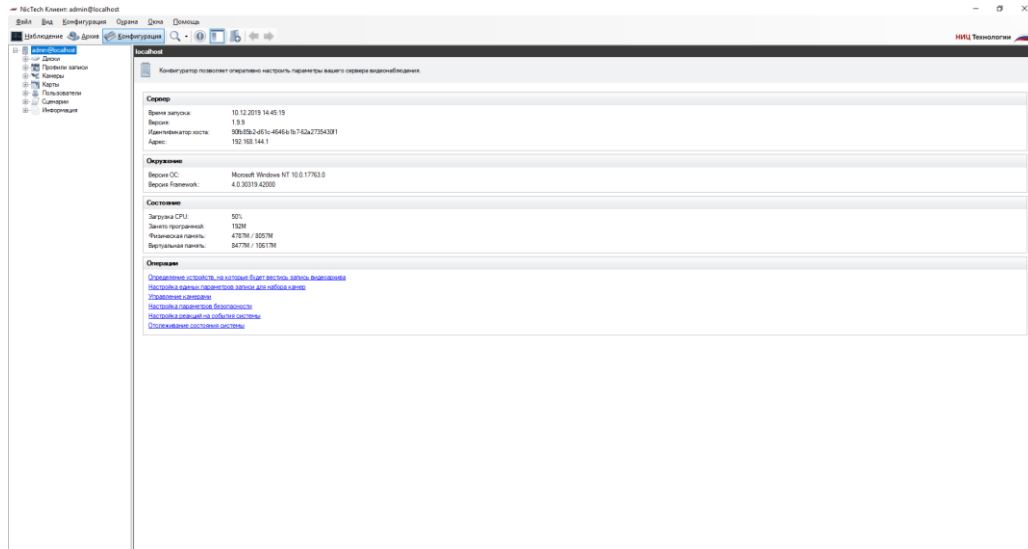 NicTech Клиент: admin@localhost
Файл Вид Конфигурация Охрана Окна Помощь
Наблюдение Архив Конфигурация
НИЦ Технологии
admin@localhost
Диски
Профили записи
Камеры
Карты
Пользователи
Сценарии
Информация
localhost
Конфигуратор позволяет оперативно настроить параметры вашего сервера видеонаблюдения.
Сервер
Время запуска: 10.12.2019 14:45:19
Версия: 1.9.9
Идентификатор хоста: 90fb85b2-d61c-4646-b1b7-62a2735430f1
Адрес: 192.168.144.1
Окружение
Версия ОС: Microsoft Windows NT 10.0.17763.0
Версия Framework: 4.0.30319.42000
Состояние
Загрузка CPU: 50%
Занято программой: 192M
Физическая память: 4787M / 8057M
Виртуальная память: 8477M / 10617M
Операции
Определение устройств, на которые будет вестись запись видеоархива
Настройка единых параметров записи для набора камер
Управление камерами
Настройка параметров безопасности
Настройка реакций на события системы
Отслеживание состояния системы